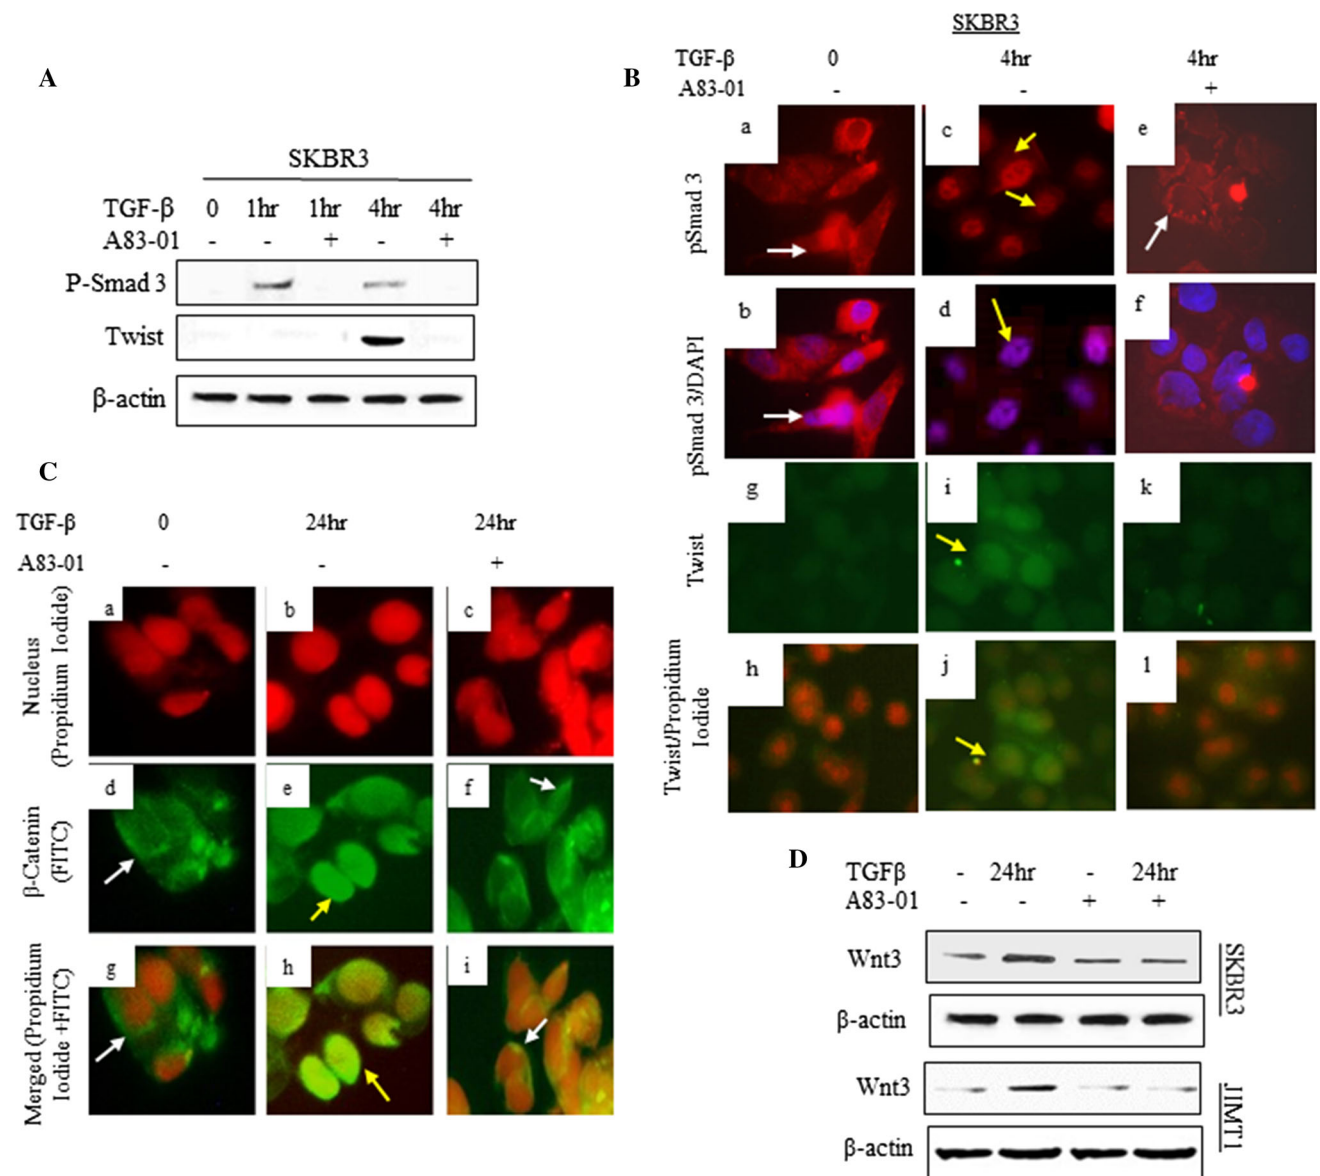 A
SKBR3
TGF-β 0 1hr 1hr 4hr 4hr
A83-01 - - + - +
P-Smad 3
Twist
β-actin
B
SKBR3
TGF-β 0 4hr 4hr
A83-01 - - +
pSmad 3
a c e
pSmad 3/DAPI
b d f
Twist
g i k
Twist/Propidium
Iodide
h j l
C
TGF-β 0 24hr 24hr
A83-01 - - +
Nucleus
(Propidium Iodide)
a b c
β-Catenin
(FITC)
d e f
Merged (Propidium
Iodide +FITC)
g h i
D
TGFβ - 24hr - 24hr
A83-01 - - + +
Wnt3
β-actin
SKBR3
Wnt3
β-actin
JIMT1